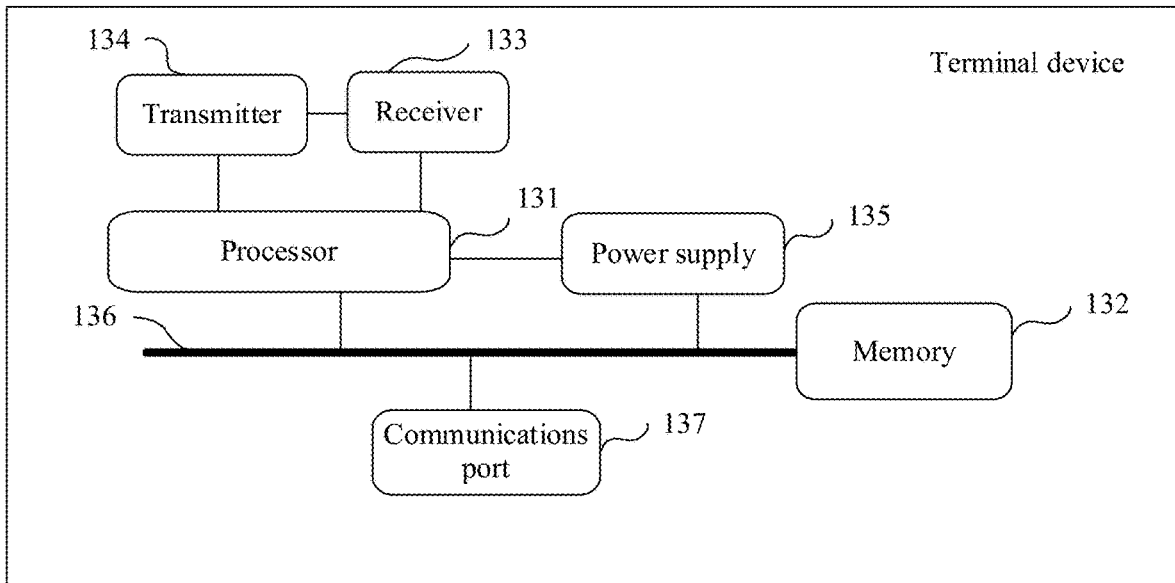 134
133
Terminal device
Transmitter
Receiver
131
135
Processor
Power supply
136
132
Memory
Communications
port
137